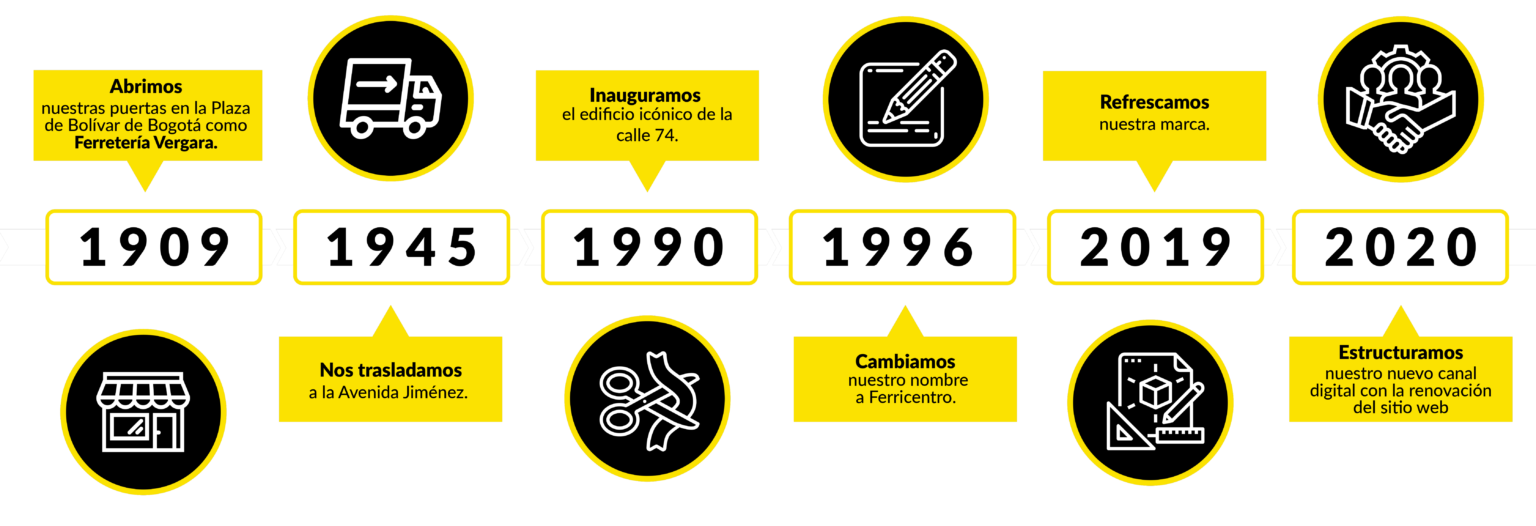 Abrimos
nuestras puertas en la Plaza
de Bolívar de Bogotá como
Ferretería Vergara.
1909
1945
Nos trasladamos
a la Avenida Jiménez.
Inauguramos
el edificio icónico de la
calle 74.
1990
1996
Cambiamos
nuestro nombre
a Ferricentro.
Refrescamos
nuestra marca.
2019
2020
Estructuramos
nuestro nuevo canal
digital con la renovación
del sitio web